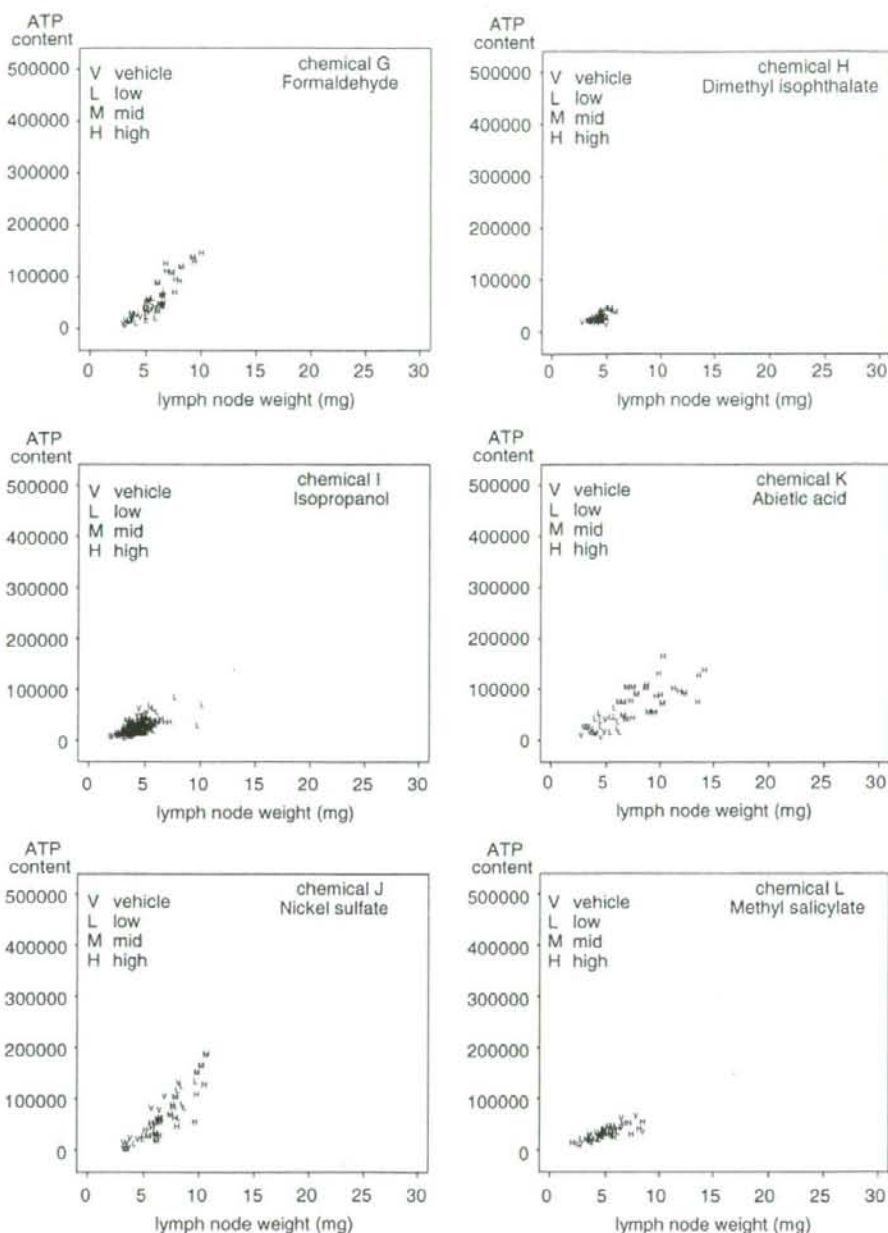 ATP
content
500000
400000
300000
200000
100000
0
V vehicle
L low
M mid
H high
chemical G
Formaldehyde
0 5 10 15 20 25 30
lymph node weight (mg)
ATP
content
500000
400000
300000
200000
100000
0
V vehicle
L low
M mid
H high
chemical H
Dimethyl isophthalate
0 5 10 15 20 25 30
lymph node weight (mg)
ATP
content
500000
400000
300000
200000
100000
0
V vehicle
L low
M mid
H high
chemical I
Isopropanol
0 5 10 15 20 25 30
lymph node weight (mg)
ATP
content
500000
400000
300000
200000
100000
0
V vehicle
L low
M mid
H high
chemical K
Abietic acid
0 5 10 15 20 25 30
lymph node weight (mg)
ATP
content
500000
400000
300000
200000
100000
0
V vehicle
L low
M mid
H high
chemical J
Nickel sulfate
0 5 10 15 20 25 30
lymph node weight (mg)
ATP
content
500000
400000
300000
200000
100000
0
V vehicle
L low
M mid
H high
chemical L
Methyl salicylate
0 5 10 15 20 25 30
lymph node weight (mg)